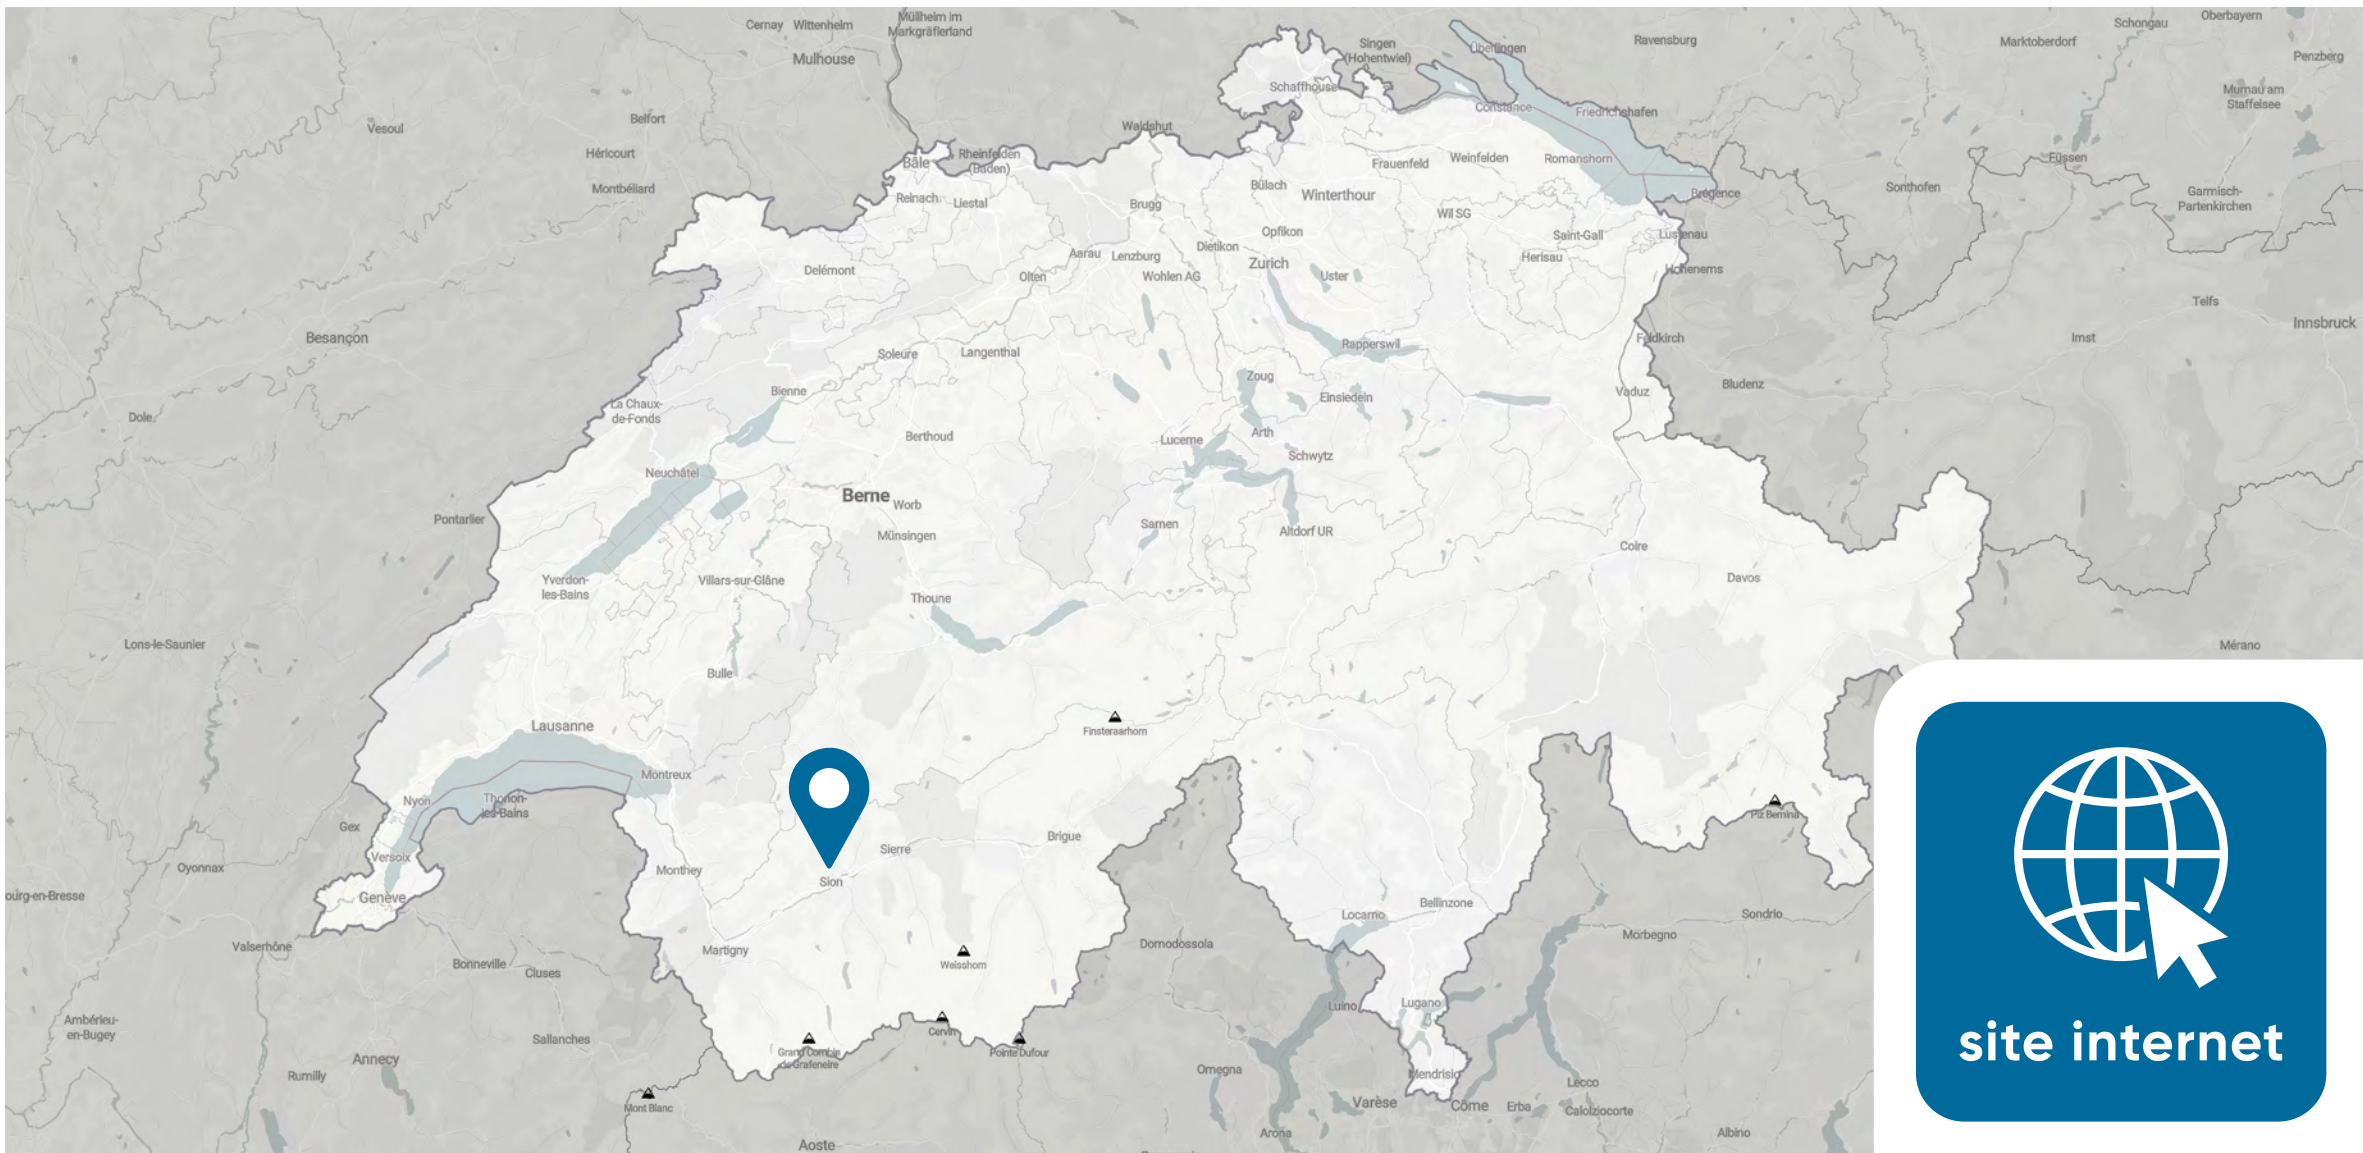 Cernay
Wittenheim
Müllheim im
Markgräflerland
Mulhouse
Singen
(Hohentwiel)
Überlingen
Ravensburg
Marktoberdorf
Schongau
Oberbayern
Penzberg
Murnau am
Staffelsee
Vesoul
Belfort
Schaffhouse
Constance
Friedrichshafen
Waldshut
Héricourt
Bâle
Rheinfelden
(Baden)
Frauenfeld
Weinfelden
Romanshorn
Füssen
Montbéliard
Reinach
Liestal
Brugg
Bülach
Winterthour
Brégence
Sonthofen
Garmisch-
Partenkirchen
Wil SG
Opfikon
Saint-Gall
Lustenau
Dietikon
Aarau
Lenzburg
Zurich
Herisau
Delémont
Olten
Wohlen AG
Uster
Hohenems
Telfs
Innsbruck
Besançon
Soleure
Langenthal
Rapperswil
Feldkirch
Imst
Bienne
Zoug
Einsiedeln
Vaduz
Bludenz
La Chaux-
de-Fonds
Dole
Berthoud
Lucerne
Arth
Schwytz
Neuchâtel
Berne
Worb
Pontarlier
Münsingen
Sarnen
Altdorf UR
Coire
Yverdon-
les-Bains
Villars-sur-Glâne
Davos
Thoune
Lons-le-Saunier
Bulle
Mérano
Lausanne
Finsteraarhorn
Montreux
Nyon
Thonon-
les-Bains
Gex
Piz Bernina
Versoix
Oyonnax
Sierre
Brigue
Monthey
Sion
ourg-en-Bresse
Genève
Locarno
Bellinzone
Sondrio
Valserhône
Martigny
Domodossola
Morbegno
Bonneville
Cluses
Weisshorn
Luino
Lugano
Ambérieu-
en-Bugey
Sallanches
Cervin
Grand Combin
de Grafeneire
Pointe Dufour
site internet
Annecy
Rumilly
Omegna
Mendrisio
Lecco
Mont Blanc
Varèse
Côme
Erba
Calolziocorte
Aoste
Arona
Albino